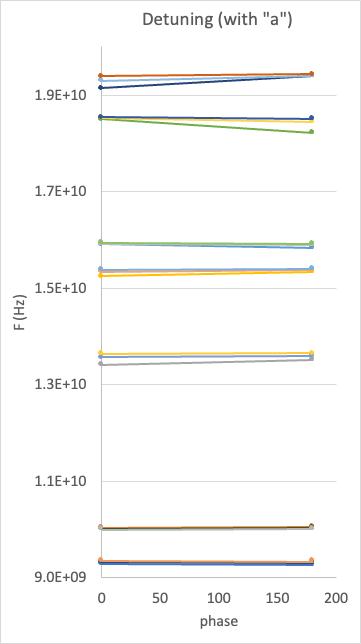 Detuning (with "a")
1.9E+10
1.7E+10
1.5E+10
F (Hz)
1.3E+10
1.1E+10
9.0E+09
0 50 100 150 200
phase